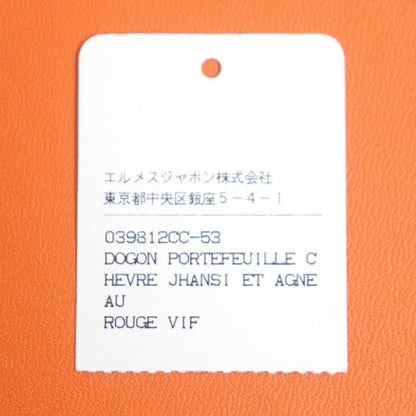 エルメスジャポン株式会社
東京都中央区銀座5-4-1
039812CC-53
DOGON PORTEFEUILLE C
HEVRE JHANSI ET AGNE
AU
ROUGE VIF